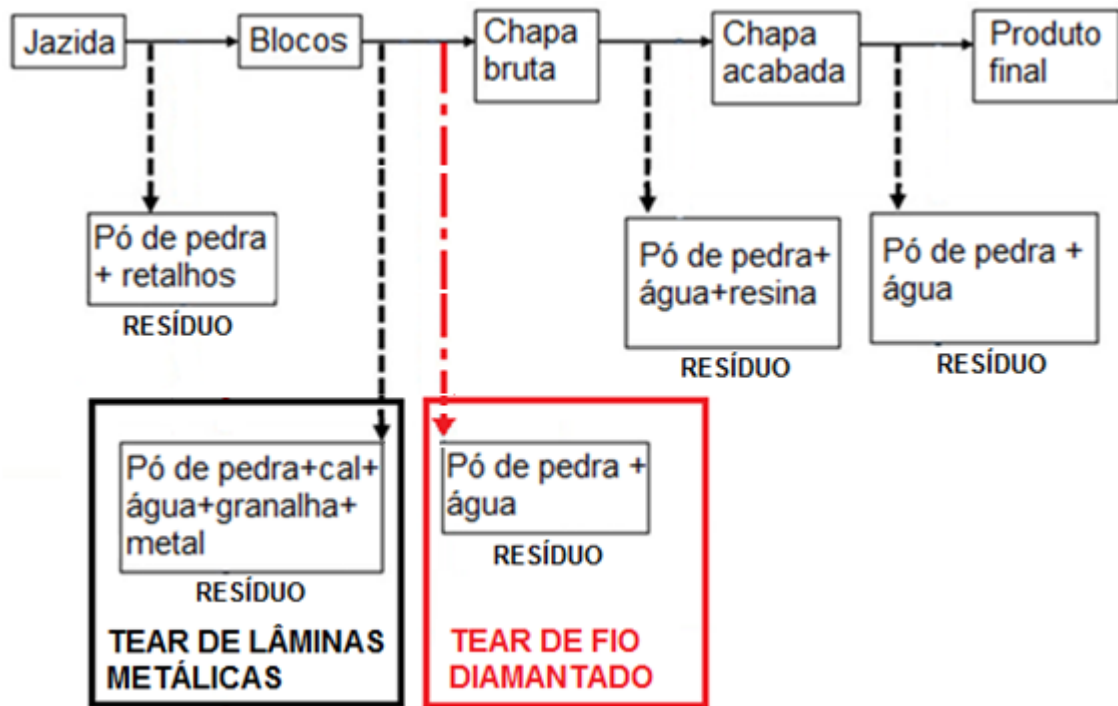 Jazida
Blocos
Chapa
bruta
Chapa
acabada
Produto
final
Pó de pedra
+ retalhos
RESÍDUO
Pó de pedra+
água+resina
RESÍDUO
Pó de pedra +
água
RESÍDUO
Pó de pedra+cal+
água+granalha+
metal
RESÍDUO
TEAR DE LÂMINAS
METÁLICAS
Pó de pedra +
água
RESÍDUO
TEAR DE FIO
DIAMANTADO